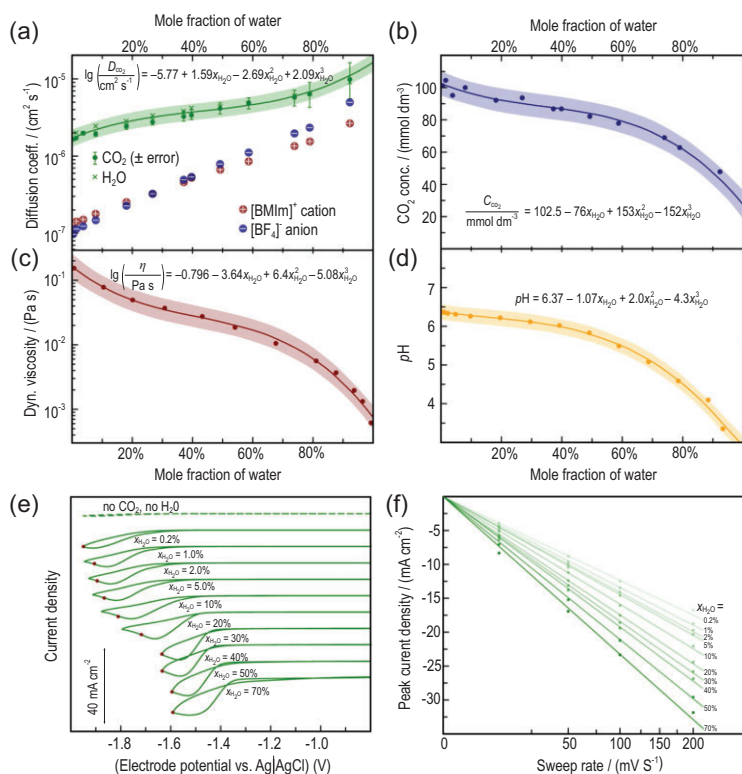 Mole fraction of water
Mole fraction of water
(a)
20% 40% 60% 80%
(b)
20% 40% 60% 80%
10⁻⁵
10⁻⁶
10⁻⁷
Diffusion coeff. / (cm² s⁻¹)
lg (D_CO₂ / cm² s⁻¹) = −5.77 + 1.59x_H₂O − 2.69x²_H₂O + 2.09x³_H₂O
CO₂ (± error)
H₂O
[BMIm]⁺ cation
[BF₄]⁻ anion
100
80
60
40
20
CO₂ conc. / (mmol dm⁻³)
C_CO₂ / mmol dm⁻³ = 102.5 − 76x_H₂O + 153x²_H₂O − 152x³_H₂O
(c)
10⁻¹
10⁻²
10⁻³
Dyn. viscosity / (Pa s)
lg (η / Pa s) = −0.796 − 3.64x_H₂O + 6.4x²_H₂O − 5.08x³_H₂O
20% 40% 60% 80%
Mole fraction of water
(d)
7
6
5
4
3
pH
pH = 6.37 − 1.07x_H₂O + 2.0x²_H₂O − 4.3x³_H₂O
20% 40% 60% 80%
Mole fraction of water
(e)
no CO₂, no H₂0
x_H₂O = 0.2%
x_H₂O = 1.0%
x_H₂O = 2.0%
x_H₂O = 5.0%
x_H₂O = 10%
x_H₂O = 20%
x_H₂O = 30%
x_H₂O = 40%
x_H₂O = 50%
x_H₂O = 70%
Current density
40 mA cm⁻²
-1.8 -1.6 -1.4 -1.2 -1.0
(Electrode potential vs. Ag|AgCl) (V)
(f)
0
-5
-10
-15
-20
-25
-30
Peak current density / (mA cm⁻²)
x_H₂O =
0.2%
1%
2%
5%
10%
20%
30%
40%
50%
70%
0 50 100 150 200
Sweep rate / (mV S⁻¹)